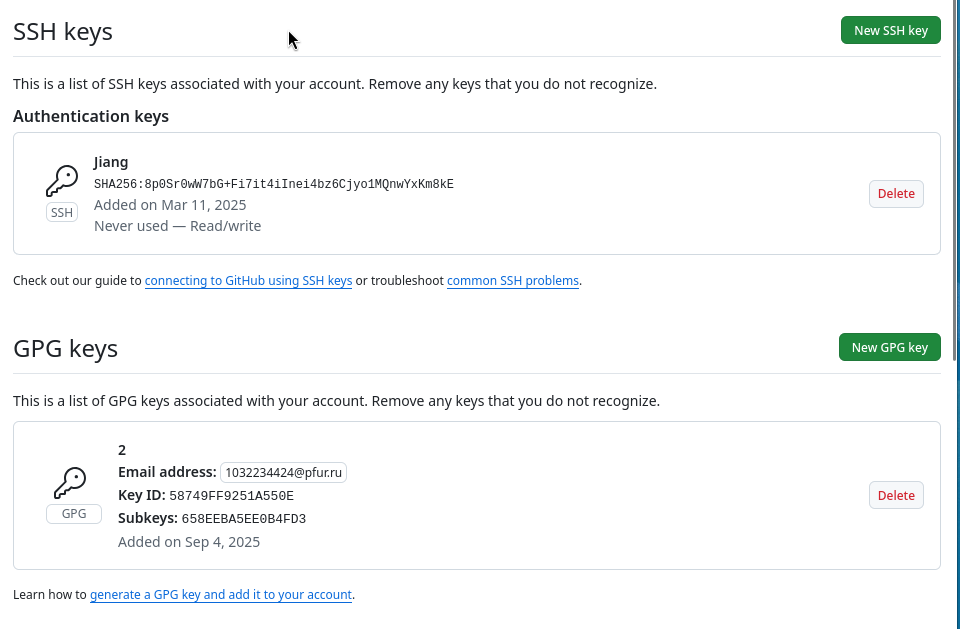 SSH keys
New SSH key
This is a list of SSH keys associated with your account. Remove any keys that you do not recognize.
Authentication keys
Jiang
SHA256:8p0Sr0wW7bG+Fi7it4iInei4bz6Cjyo1MQnwYxKm8kE
Added on Mar 11, 2025
Never used — Read/write
SSH
Delete
Check out our guide to connecting to GitHub using SSH keys or troubleshoot common SSH problems.
GPG keys
New GPG key
This is a list of GPG keys associated with your account. Remove any keys that you do not recognize.
2
Email address: 1032234424@pfur.ru
Key ID: 58749FF9251A550E
Subkeys: 658EEBA5EE0B4FD3
Added on Sep 4, 2025
GPG
Delete
Learn how to generate a GPG key and add it to your account.